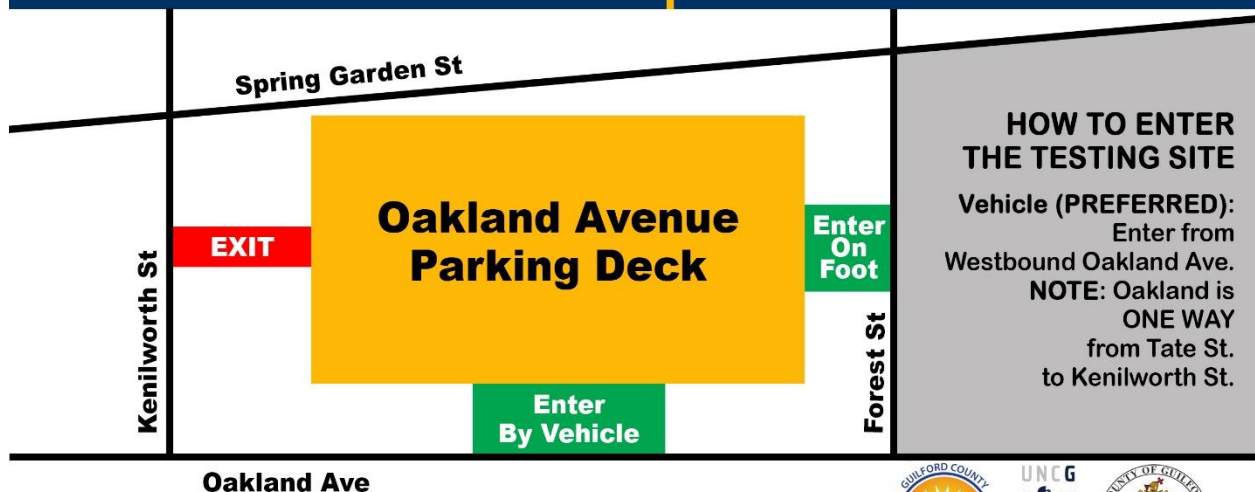 Spring Garden St
Kenilworth St
EXIT
Oakland Avenue
Parking Deck
Enter
On
Foot
Forest St
Enter
By Vehicle
Oakland Ave
HOW TO ENTER
THE TESTING SITE
Vehicle (PREFERRED):
Enter from
Westbound Oakland Ave.
NOTE: Oakland is
ONE WAY
from Tate St.
to Kenilworth St.
GUILFORD COUNTY
UNCG